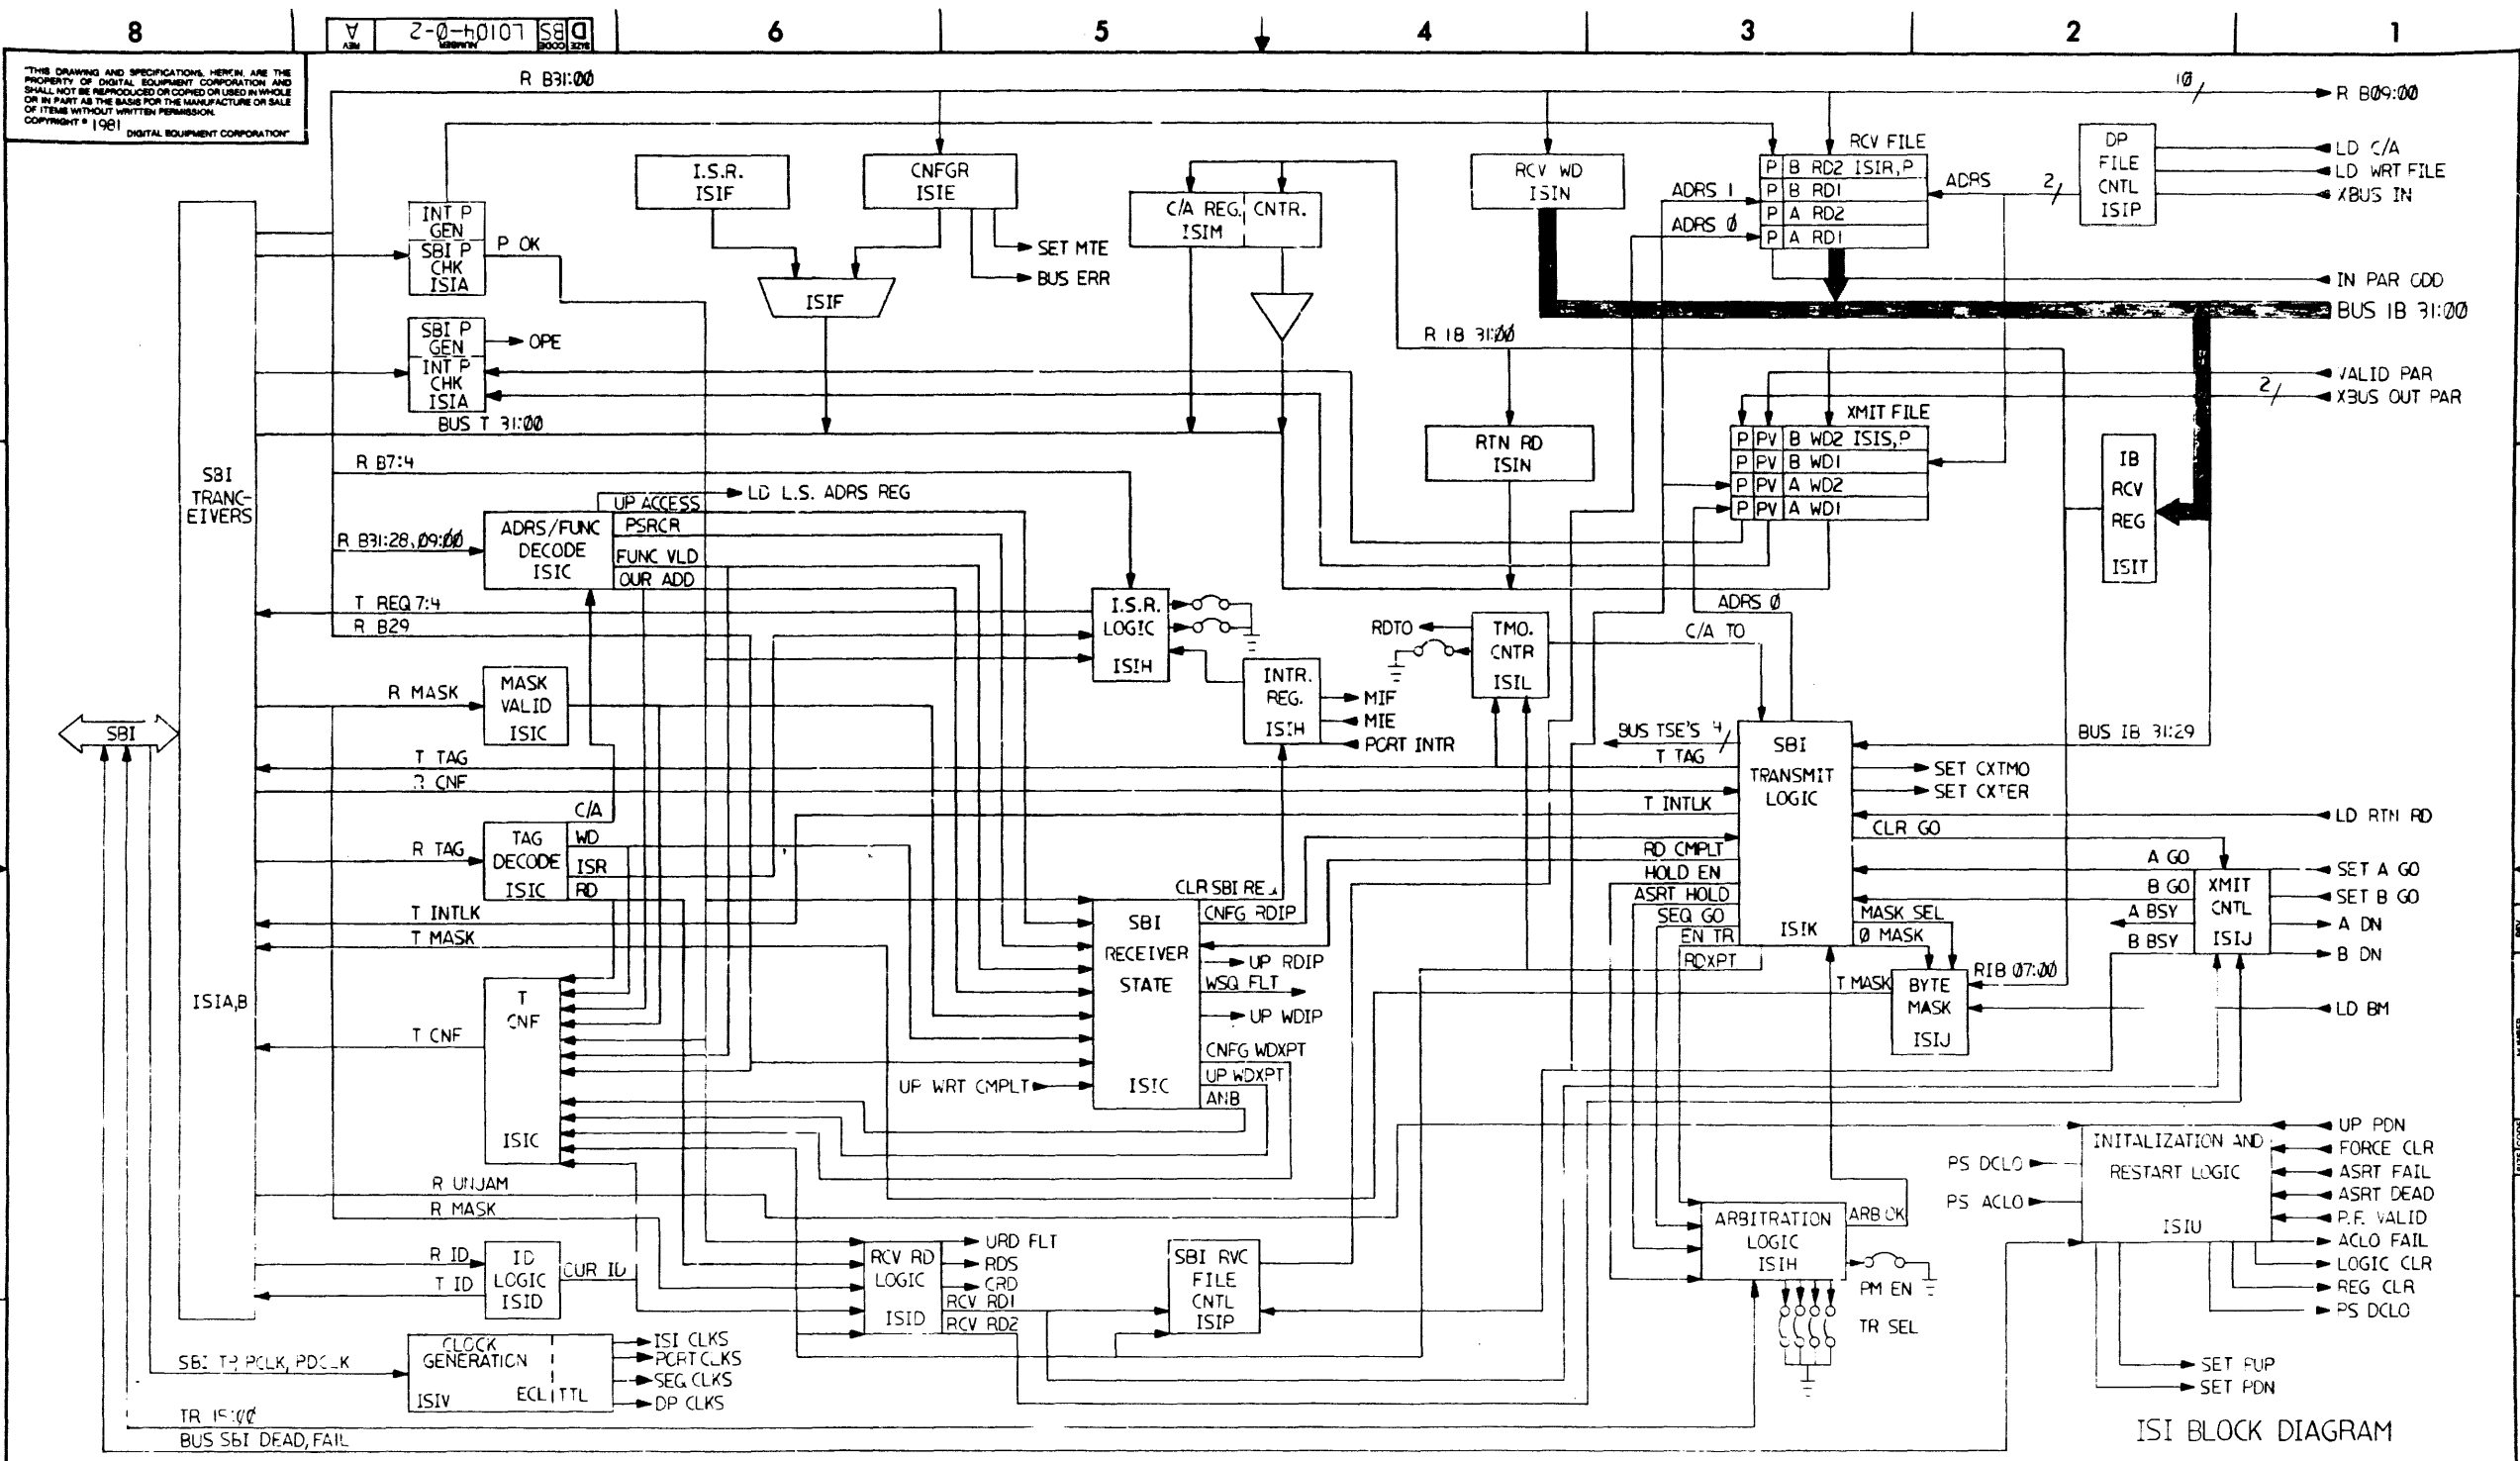 8
6
5
4
3
2
1
D BS L0104-0-2 A
SIZE CODE NUMBER REV
"THIS DRAWING AND SPECIFICATIONS, HEREIN, ARE THE
PROPERTY OF DIGITAL EQUIPMENT CORPORATION AND
SHALL NOT BE REPRODUCED OR COPIED OR USED IN WHOLE
OR IN PART AS THE BASIS FOR THE MANUFACTURE OR SALE
OF ITEMS WITHOUT WRITTEN PERMISSION.
COPYRIGHT © 1981
DIGITAL EQUIPMENT CORPORATION"
R B31:00
10
R B09:00
RCV FILE
DP
FILE
CNTL
ISIP
LD C/A
LD WRT FILE
XBUS IN
I.S.R.
ISIF
CNFGR
ISIE
C/A REG.
ISIM
CNTR.
RCV WD
ISIN
P B RD2 ISIR,P
P B RD1
P A RD2
P A RD1
ADRS 1
ADRS 0
ADRS
2
INT P
GEN
SBI P
CHK
ISIA
P OK
SET MTE
BUS ERR
ISIF
IN PAR ODD
BUS IB 31:00
SBI P
GEN
INT P
CHK
ISIA
OPE
R IB 31:00
VALID PAR
2
XBUS OUT PAR
BUS T 31:00
XMIT FILE
P PV B WD2 ISIS,P
P PV B WD1
P PV A WD2
P PV A WD1
RTN RD
ISIN
IB
RCV
REG
ISIT
SBI
TRANC-
EIVERS
R B7:4
LD L.S. ADRS REG
UP ACCESS
ADRS/FUNC
DECODE
ISIC
PSRCR
FUNC VLD
OUR ADD
R B31:28,09:00
T REQ 7:4
R B29
I.S.R.
LOGIC
ISIH
RDTO
TMO.
CNTR
ISIL
ADRS 0
C/A TO
MASK
VALID
ISIC
R MASK
INTR.
REG.
ISIH
MIF
MIE
PORT INTR
SBI
BUS TSE'S 4
T TAG
BUS IB 31:29
T TAG
R CNF
SBI
TRANSMIT
LOGIC
ISIK
SET CXTMO
SET CXTER
T INTLK
LD RTN RD
CLR GO
C/A
WD
ISR
RD
R TAG
TAG
DECODE
ISIC
RD CMPLT
HOLD EN
ASRT HOLD
SEQ GO
EN TR
RDXPT
A GO
B GO
A BSY
B BSY
XMIT
CNTL
ISIJ
SET A GO
SET B GO
A DN
B DN
MASK SEL
0 MASK
T INTLK
T MASK
CNFG RDIP
SBI
RECEIVER
STATE
ISIC
UP RDIP
WSQ FLT
UP WDIP
CNFG WDXPT
UP WDXPT
ANB
UP WRT CMPLT
T MASK
BYTE
MASK
ISIJ
RIB 07:00
LD BM
ISIA,B
T
CNF
ISIC
T CNF
R UNJAM
R MASK
PS DCLO
PS ACLO
INITALIZATION AND
RESTART LOGIC
ISIU
UP PDN
FORCE CLR
ASRT FAIL
ASRT DEAD
P.F. VALID
ACLO FAIL
LOGIC CLR
REG CLR
PS DCLO
ARBITRATION
LOGIC
ISIH
ARB OK
PM EN
TR SEL
R ID
T ID
ID
LOGIC
ISID
CUR ID
RCV RD
LOGIC
ISID
URD FLT
RDS
CRD
RCV RD1
RCV RD2
SBI RVC
FILE
CNTL
ISIP
CLOCK
GENERATION
ISIV
ECL TTL
ISI CLKS
PORT CLKS
SEG CLKS
DP CLKS
SET PUP
SET PDN
TR 15:00
BUS SBI DEAD, FAIL
ISI BLOCK DIAGRAM